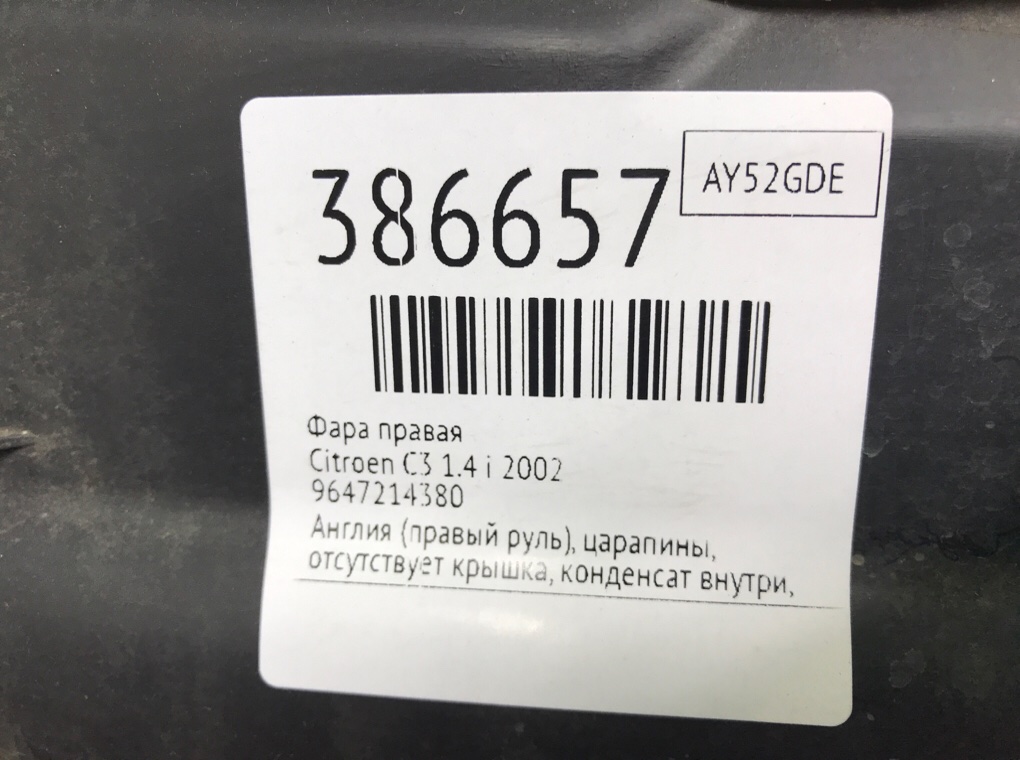 386657
AY52GDE
Фара правая
Citroen C3 1.4 i 2002
9647214380
Англия (правый руль), царапины,
отсутствует крышка, конденсат внутри,